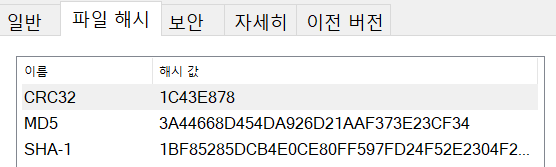 일반 파일 해시 보안 자세히 이전 버전
이름 해시 값
CRC32 1C43E878
MD5 3A44668D454DA926D21AAF373E23CF34
SHA-1 1BF85285DCB4E0CE80FF597FD24F52E2304F2...